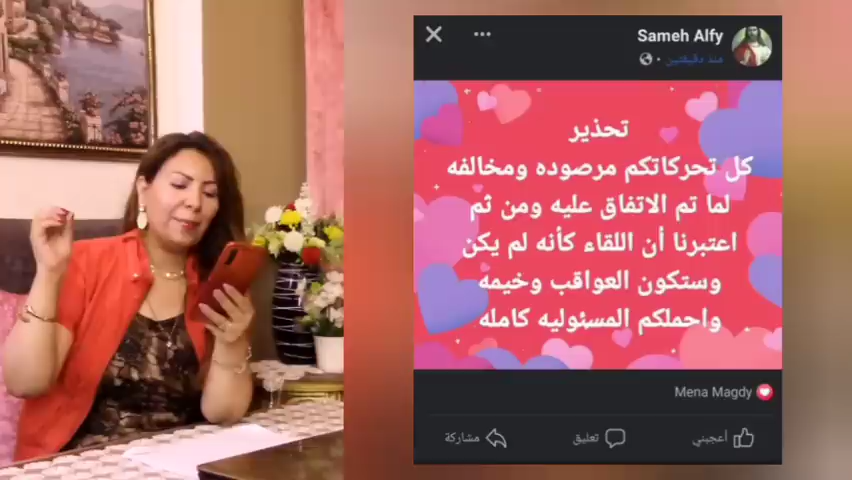 Sameh Alfy
منذ دقيقتين
تحذير
كل تحركاتكم مرصوده ومخالفه
لما تم الاتفاق عليه ومن ثم
اعتبرنا أن اللقاء كأنه لم يكن
وستكون العواقب وخيمه
واحملكم المسئوليه كامله
Mena Magdy
أعجبني
تعليق
مشاركة